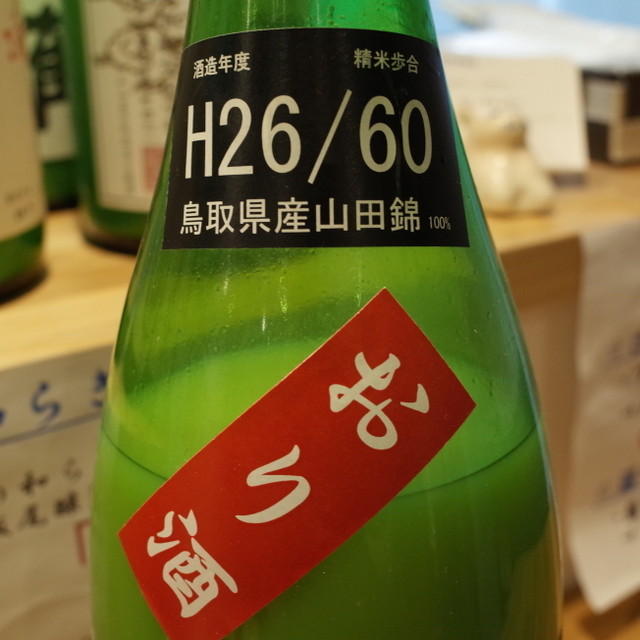 酒造年度 精米歩合
H26/60
鳥取県産山田錦 100%
おり酒